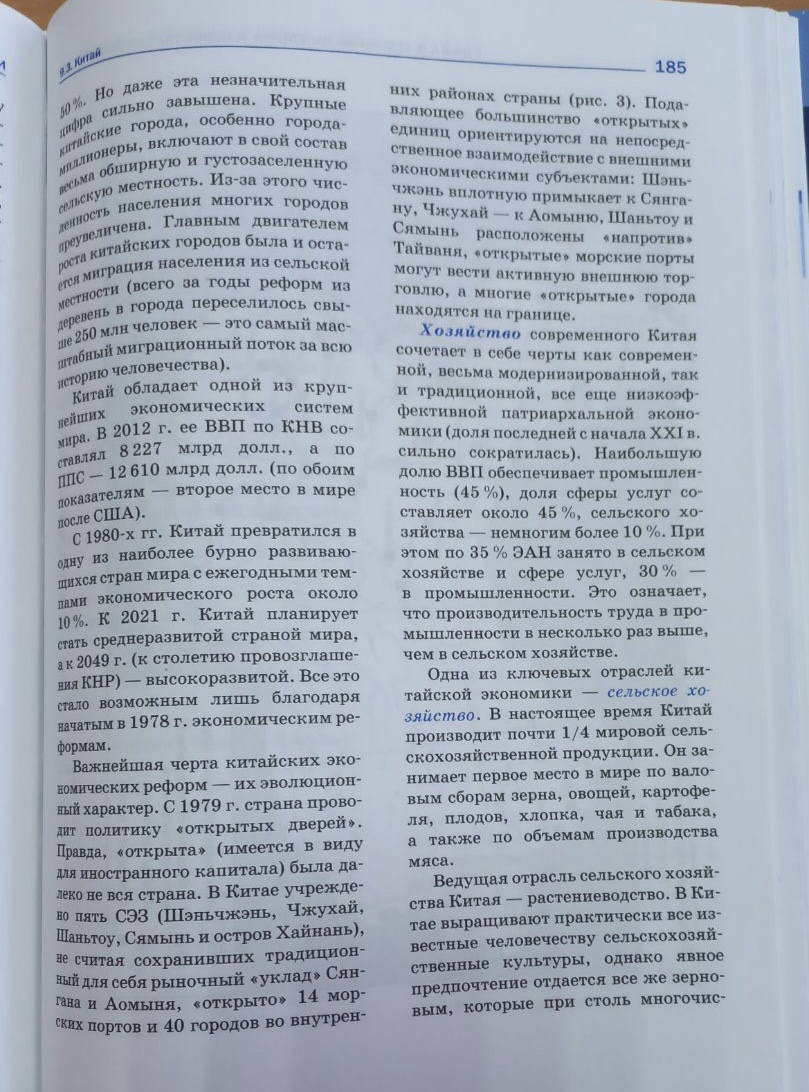 9.3. Китай
185
50 %. Но даже эта незначительная
цифра сильно завышена. Крупные
китайские города, особенно города-
миллионеры, включают в свой состав
весьма обширную и густозаселенную
сельскую местность. Из-за этого чис-
ленность населения многих городов
преувеличена. Главным двигателем
роста китайских городов была и оста-
ется миграция населения из сельской
местности (всего за годы реформ из
деревень в города переселилось свы-
ше 250 млн человек — это самый мас-
штабный миграционный поток за всю
историю человечества).
Китай обладает одной из круп-
нейших экономических систем
мира. В 2012 г. ее ВВП по КНВ со-
ставлял 8 227 млрд долл., а по
ППС — 12 610 млрд долл. (по обоим
показателям — второе место в мире
после США).
С 1980-х гг. Китай превратился в
одну из наиболее бурно развиваю-
щихся стран мира с ежегодными тем-
пами экономического роста около
10 %. К 2021 г. Китай планирует
стать среднеразвитой страной мира,
а к 2049 г. (к столетию провозглаше-
ния КНР) — высокоразвитой. Все это
стало возможным лишь благодаря
начатым в 1978 г. экономическим ре-
формам.
Важнейшая черта китайских эко-
номических реформ — их эволюцион-
ный характер. С 1979 г. страна прово-
дит политику «открытых дверей».
Правда, «открыта» (имеется в виду
для иностранного капитала) была да-
леко не вся страна. В Китае учрежде-
но пять СЭЗ (Шэньчжэнь, Чжухай,
Шаньтоу, Сямынь и остров Хайнань),
не считая сохранивших традицион-
ный для себя рыночный «уклад» Сян-
гана и Аомыня, «открыто» 14 мор-
ских портов и 40 городов во внутрен-
них районах страны (рис. 3). Пода-
вляющее большинство «открытых»
единиц ориентируются на непосред-
ственное взаимодействие с внешними
экономическими субъектами: Шэнь-
чжэнь вплотную примыкает к Сянга-
ну, Чжухай — к Аомыню, Шаньтоу и
Сямынь расположены «напротив»
Тайваня, «открытые» морские порты
могут вести активную внешнюю тор-
говлю, а многие «открытые» города
находятся на границе.
Хозяйство современного Китая
сочетает в себе черты как современ-
ной, весьма модернизированной, так
и традиционной, все еще низкоэф-
фективной патриархальной эконо-
мики (доля последней с начала XXI в.
сильно сократилась). Наибольшую
долю ВВП обеспечивает промышлен-
ность (45 %), доля сферы услуг со-
ставляет около 45 %, сельского хо-
зяйства — немногим более 10 %. При
этом по 35 % ЭАН занято в сельском
хозяйстве и сфере услуг, 30 % —
в промышленности. Это означает,
что производительность труда в про-
мышленности в несколько раз выше,
чем в сельском хозяйстве.
Одна из ключевых отраслей ки-
тайской экономики — сельское хо-
зяйство. В настоящее время Китай
производит почти 1/4 мировой сель-
скохозяйственной продукции. Он за-
нимает первое место в мире по вало-
вым сборам зерна, овощей, картофе-
ля, плодов, хлопка, чая и табака,
а также по объемам производства
мяса.
Ведущая отрасль сельского хозяй-
ства Китая — растениеводство. В Ки-
тае выращивают практически все из-
вестные человечеству сельскохозяй-
ственные культуры, однако явное
предпочтение отдается все же зерно-
вым, которые при столь многочис-